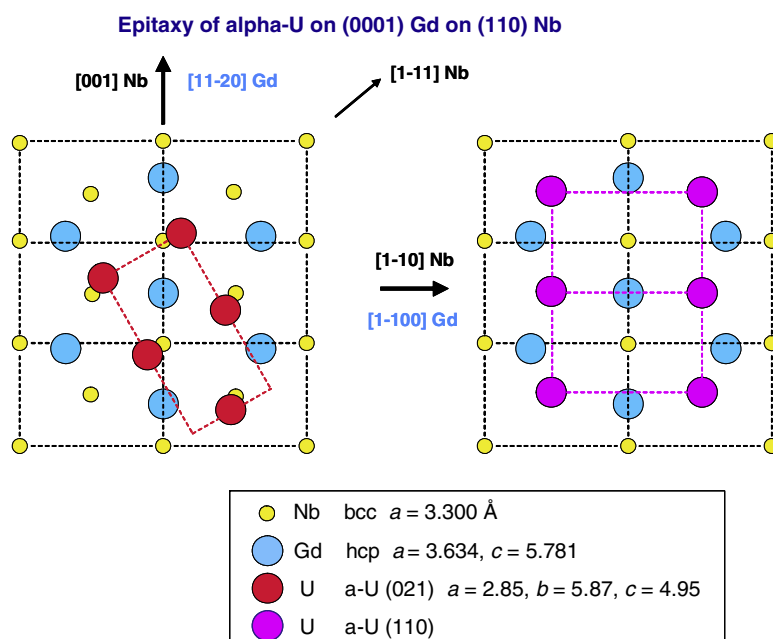 Epitaxy of alpha-U on (0001) Gd on (110) Nb
[001] Nb [11-20] Gd
[1-11] Nb
[1-10] Nb
[1-100] Gd
Nb bcc a = 3.300 Å
Gd hcp a = 3.634, c = 5.781
U a-U (021) a = 2.85, b = 5.87, c = 4.95
U a-U (110)